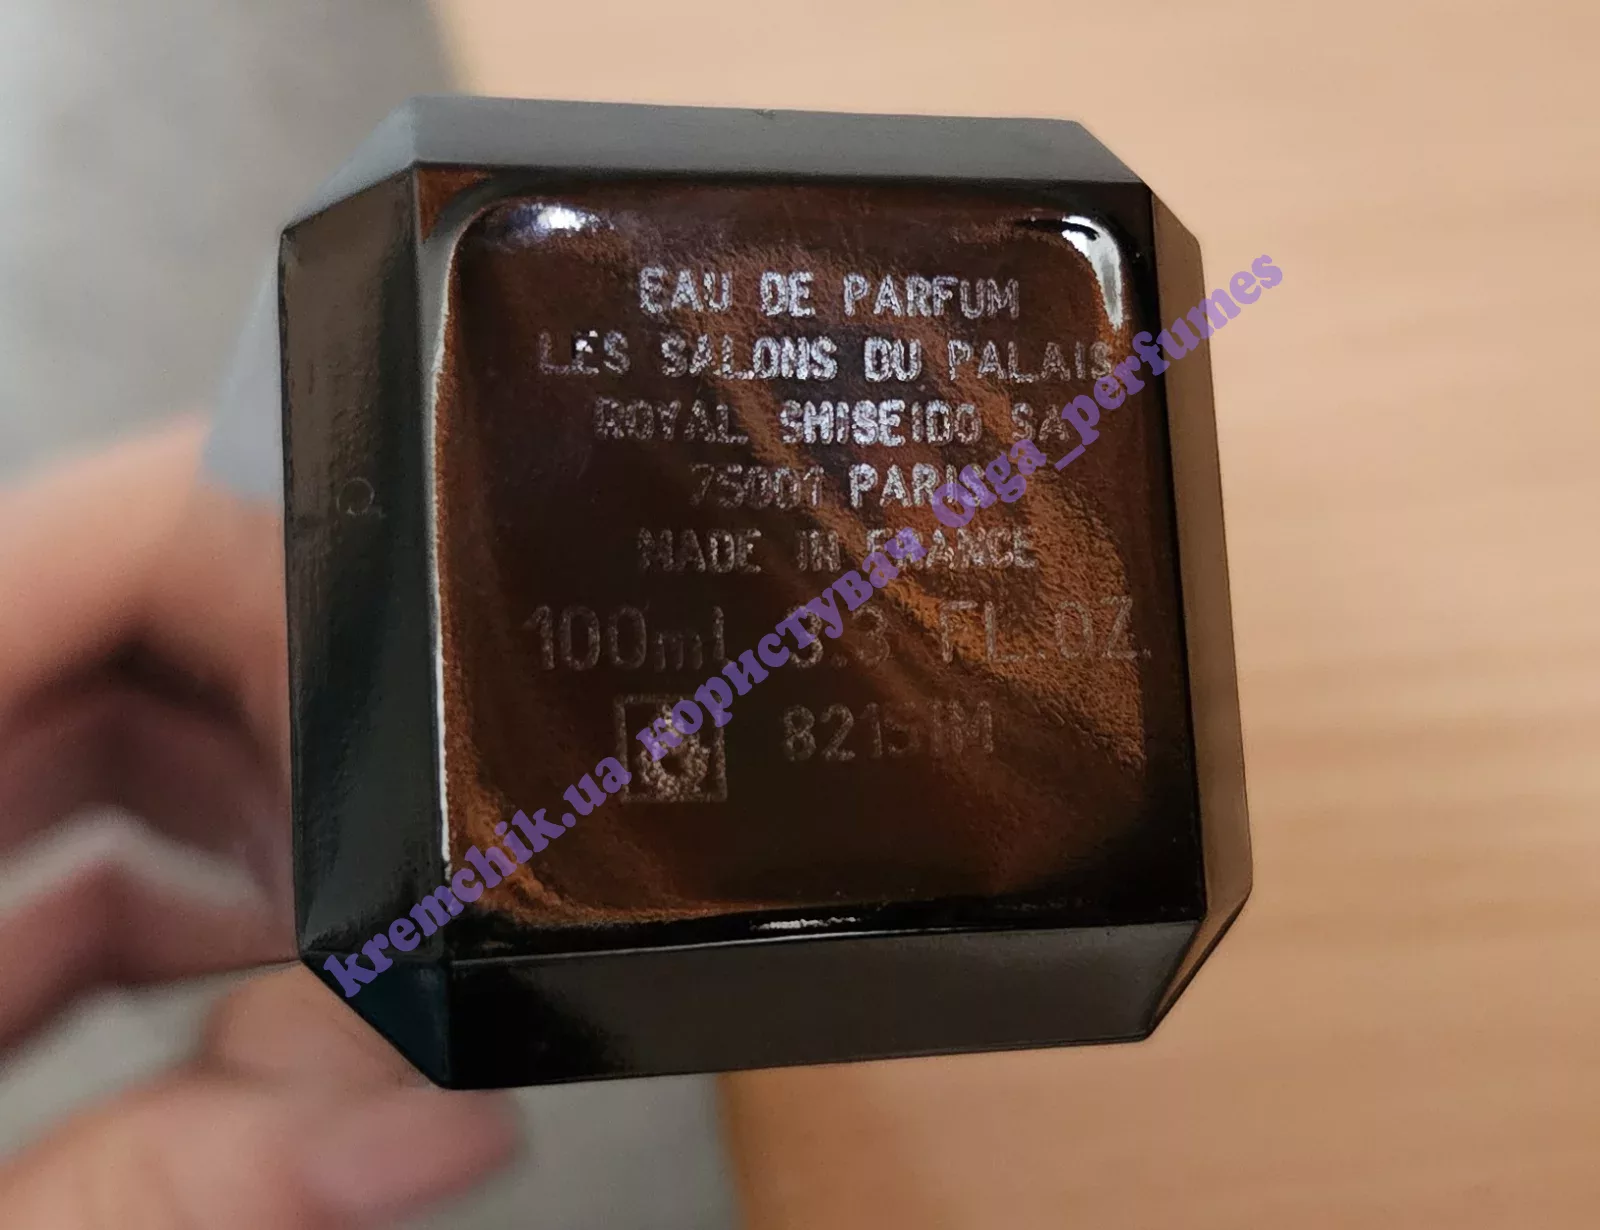 EAU DE PARFUM
LES SALONS DU PALAIS
ROYAL SHISEIDO SA
75001 PARIS
MADE IN FRANCE
100ml 3.3 FL.OZ.
kremchik.ua користувач Olga_perfumes